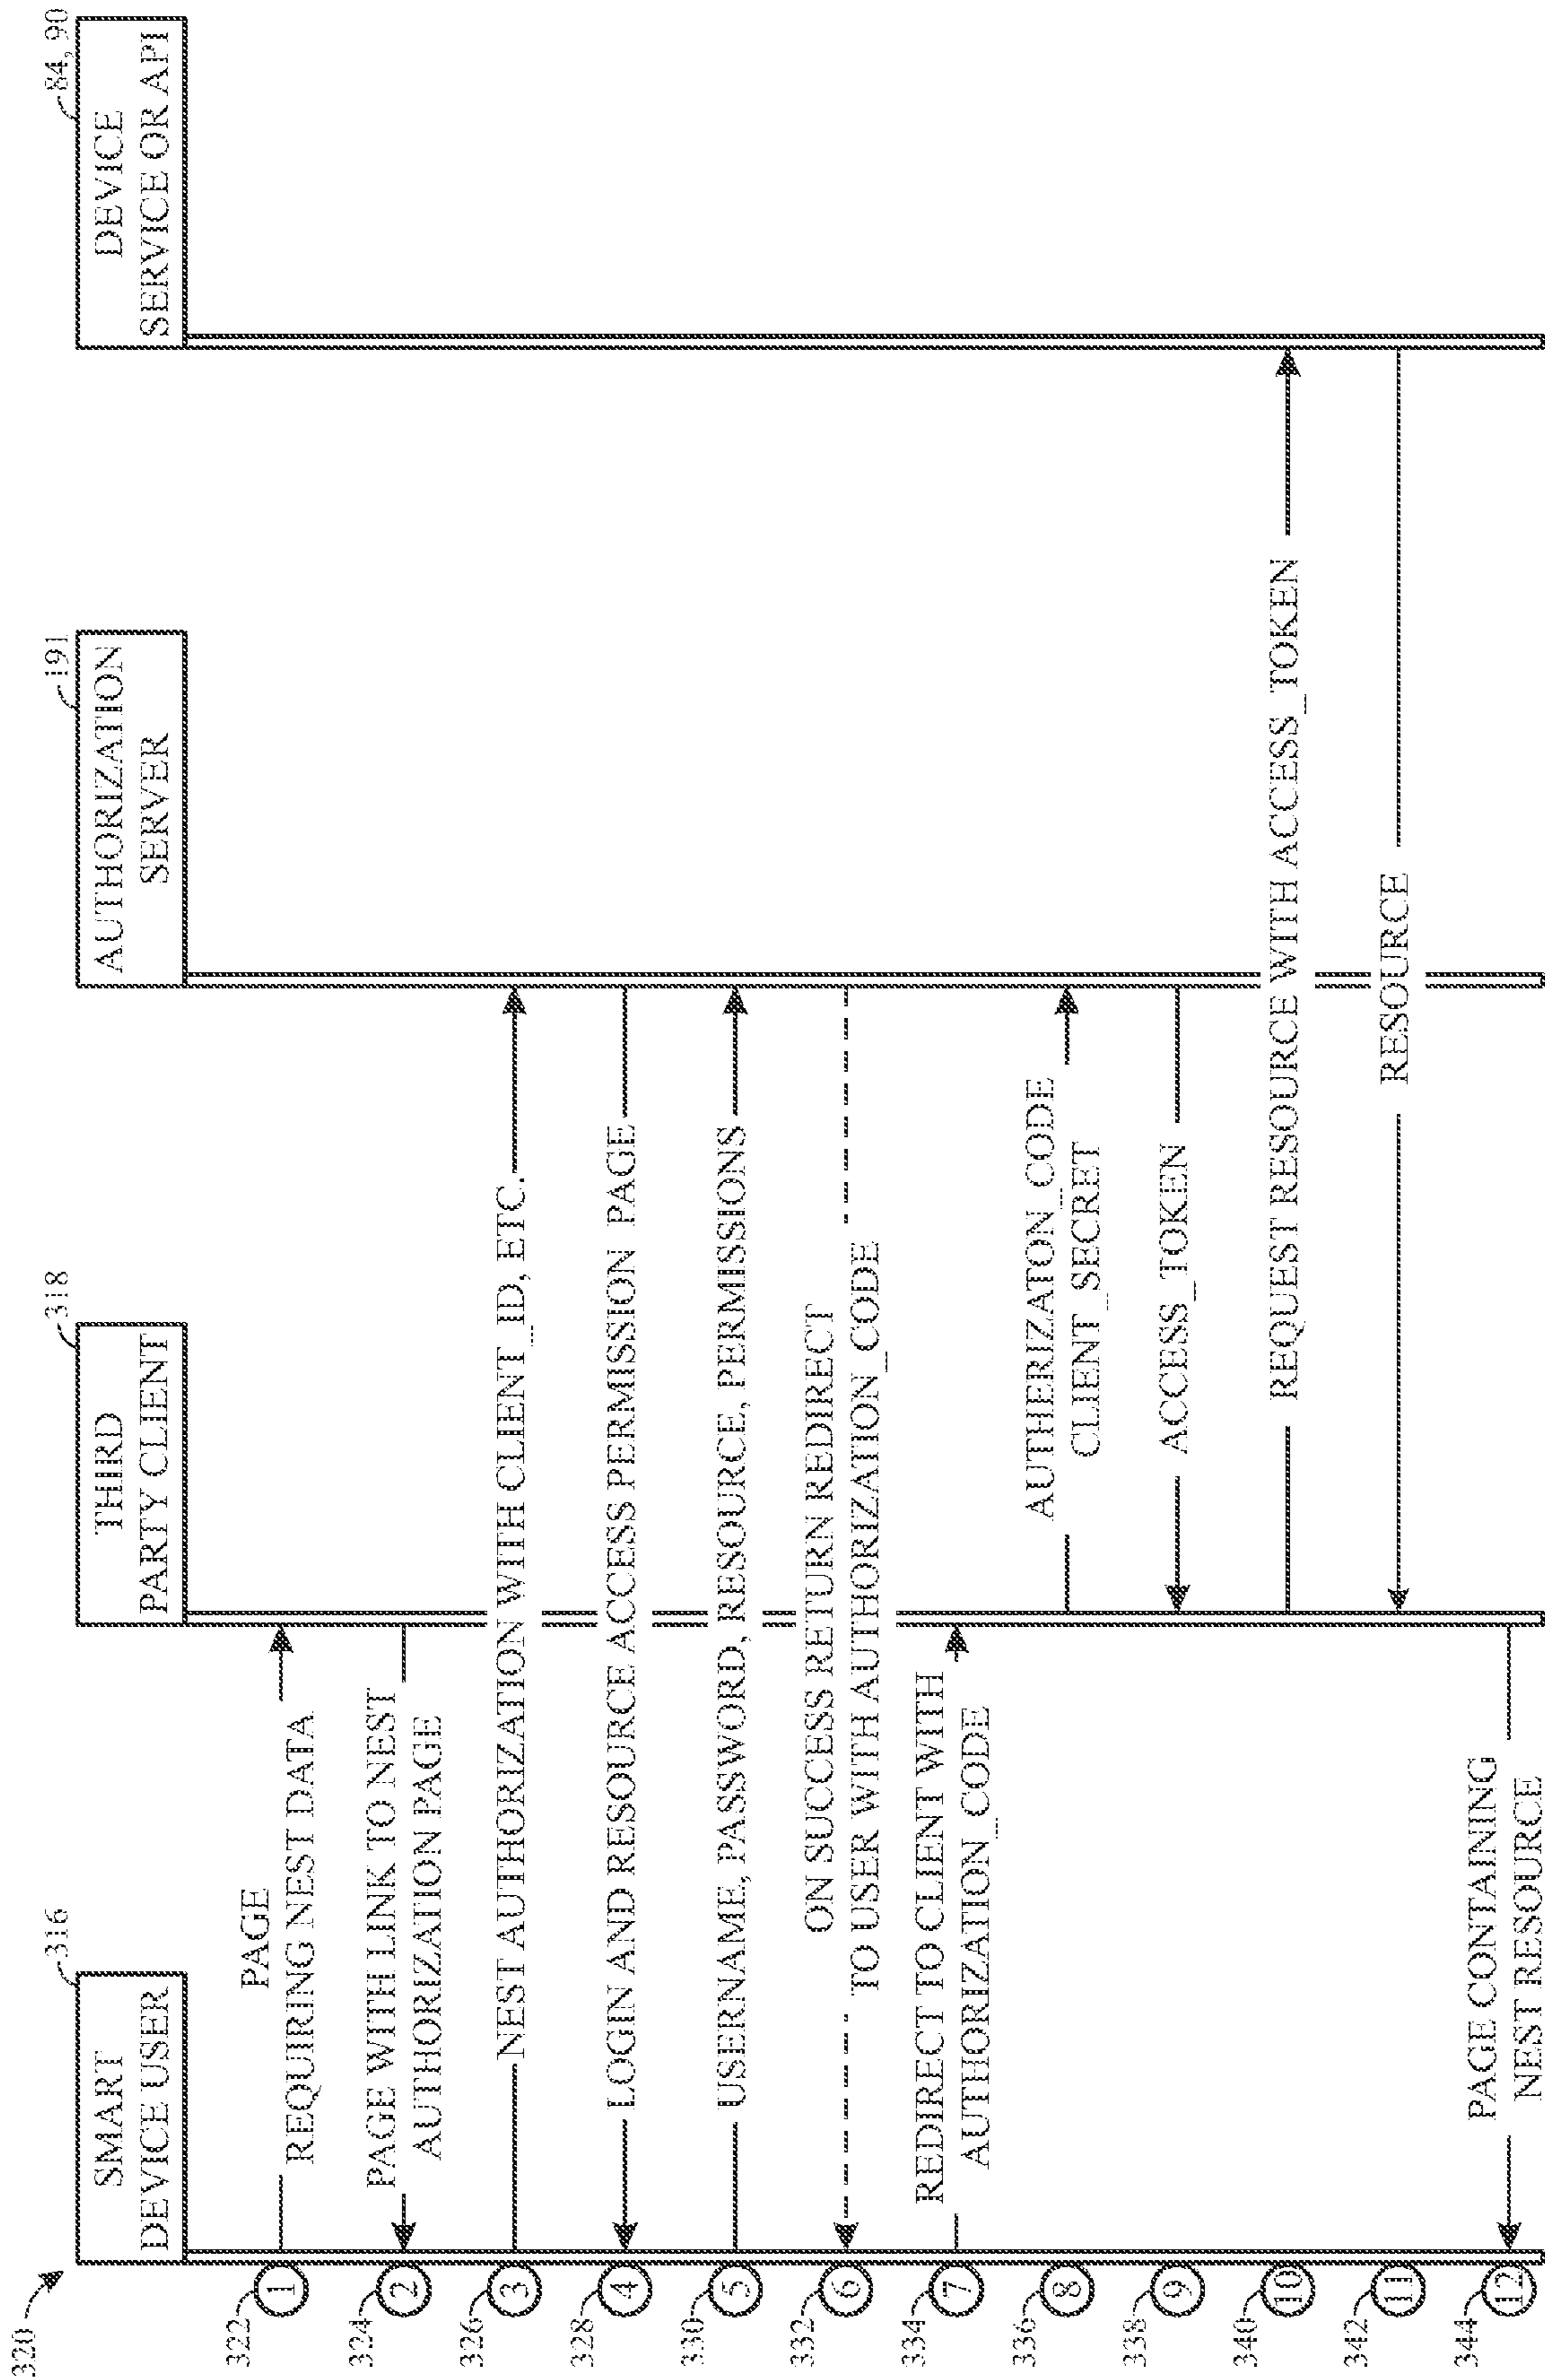 320
316
SMART
DEVICE USER
318
THIRD
PARTY CLIENT
191
AUTHORIZATION
SERVER
84, 90
DEVICE
SERVICE OR API
322
1
PAGE
REQUIRING NEST DATA
324
2
PAGE WITH LINK TO NEST
AUTHORIZATION PAGE
326
3
NEST AUTHORIZATION WITH CLIENT_ID, ETC.
328
4
LOGIN AND RESOURCE ACCESS PERMISSION PAGE
330
5
USERNAME, PASSWORD, RESOURCE, PERMISSIONS
332
6
ON SUCCESS RETURN REDIRECT
TO USER WITH AUTHORIZATION_CODE
334
7
REDIRECT TO CLIENT WITH
AUTHORIZATION_CODE
336
8
AUTHERIZATON_CODE
CLIENT_SECRET
338
9
ACCESS_TOKEN
340
10
REQUEST RESOURCE WITH ACCESS_TOKEN
342
11
RESOURCE
344
12
PAGE CONTAINING
NEST RESOURCE